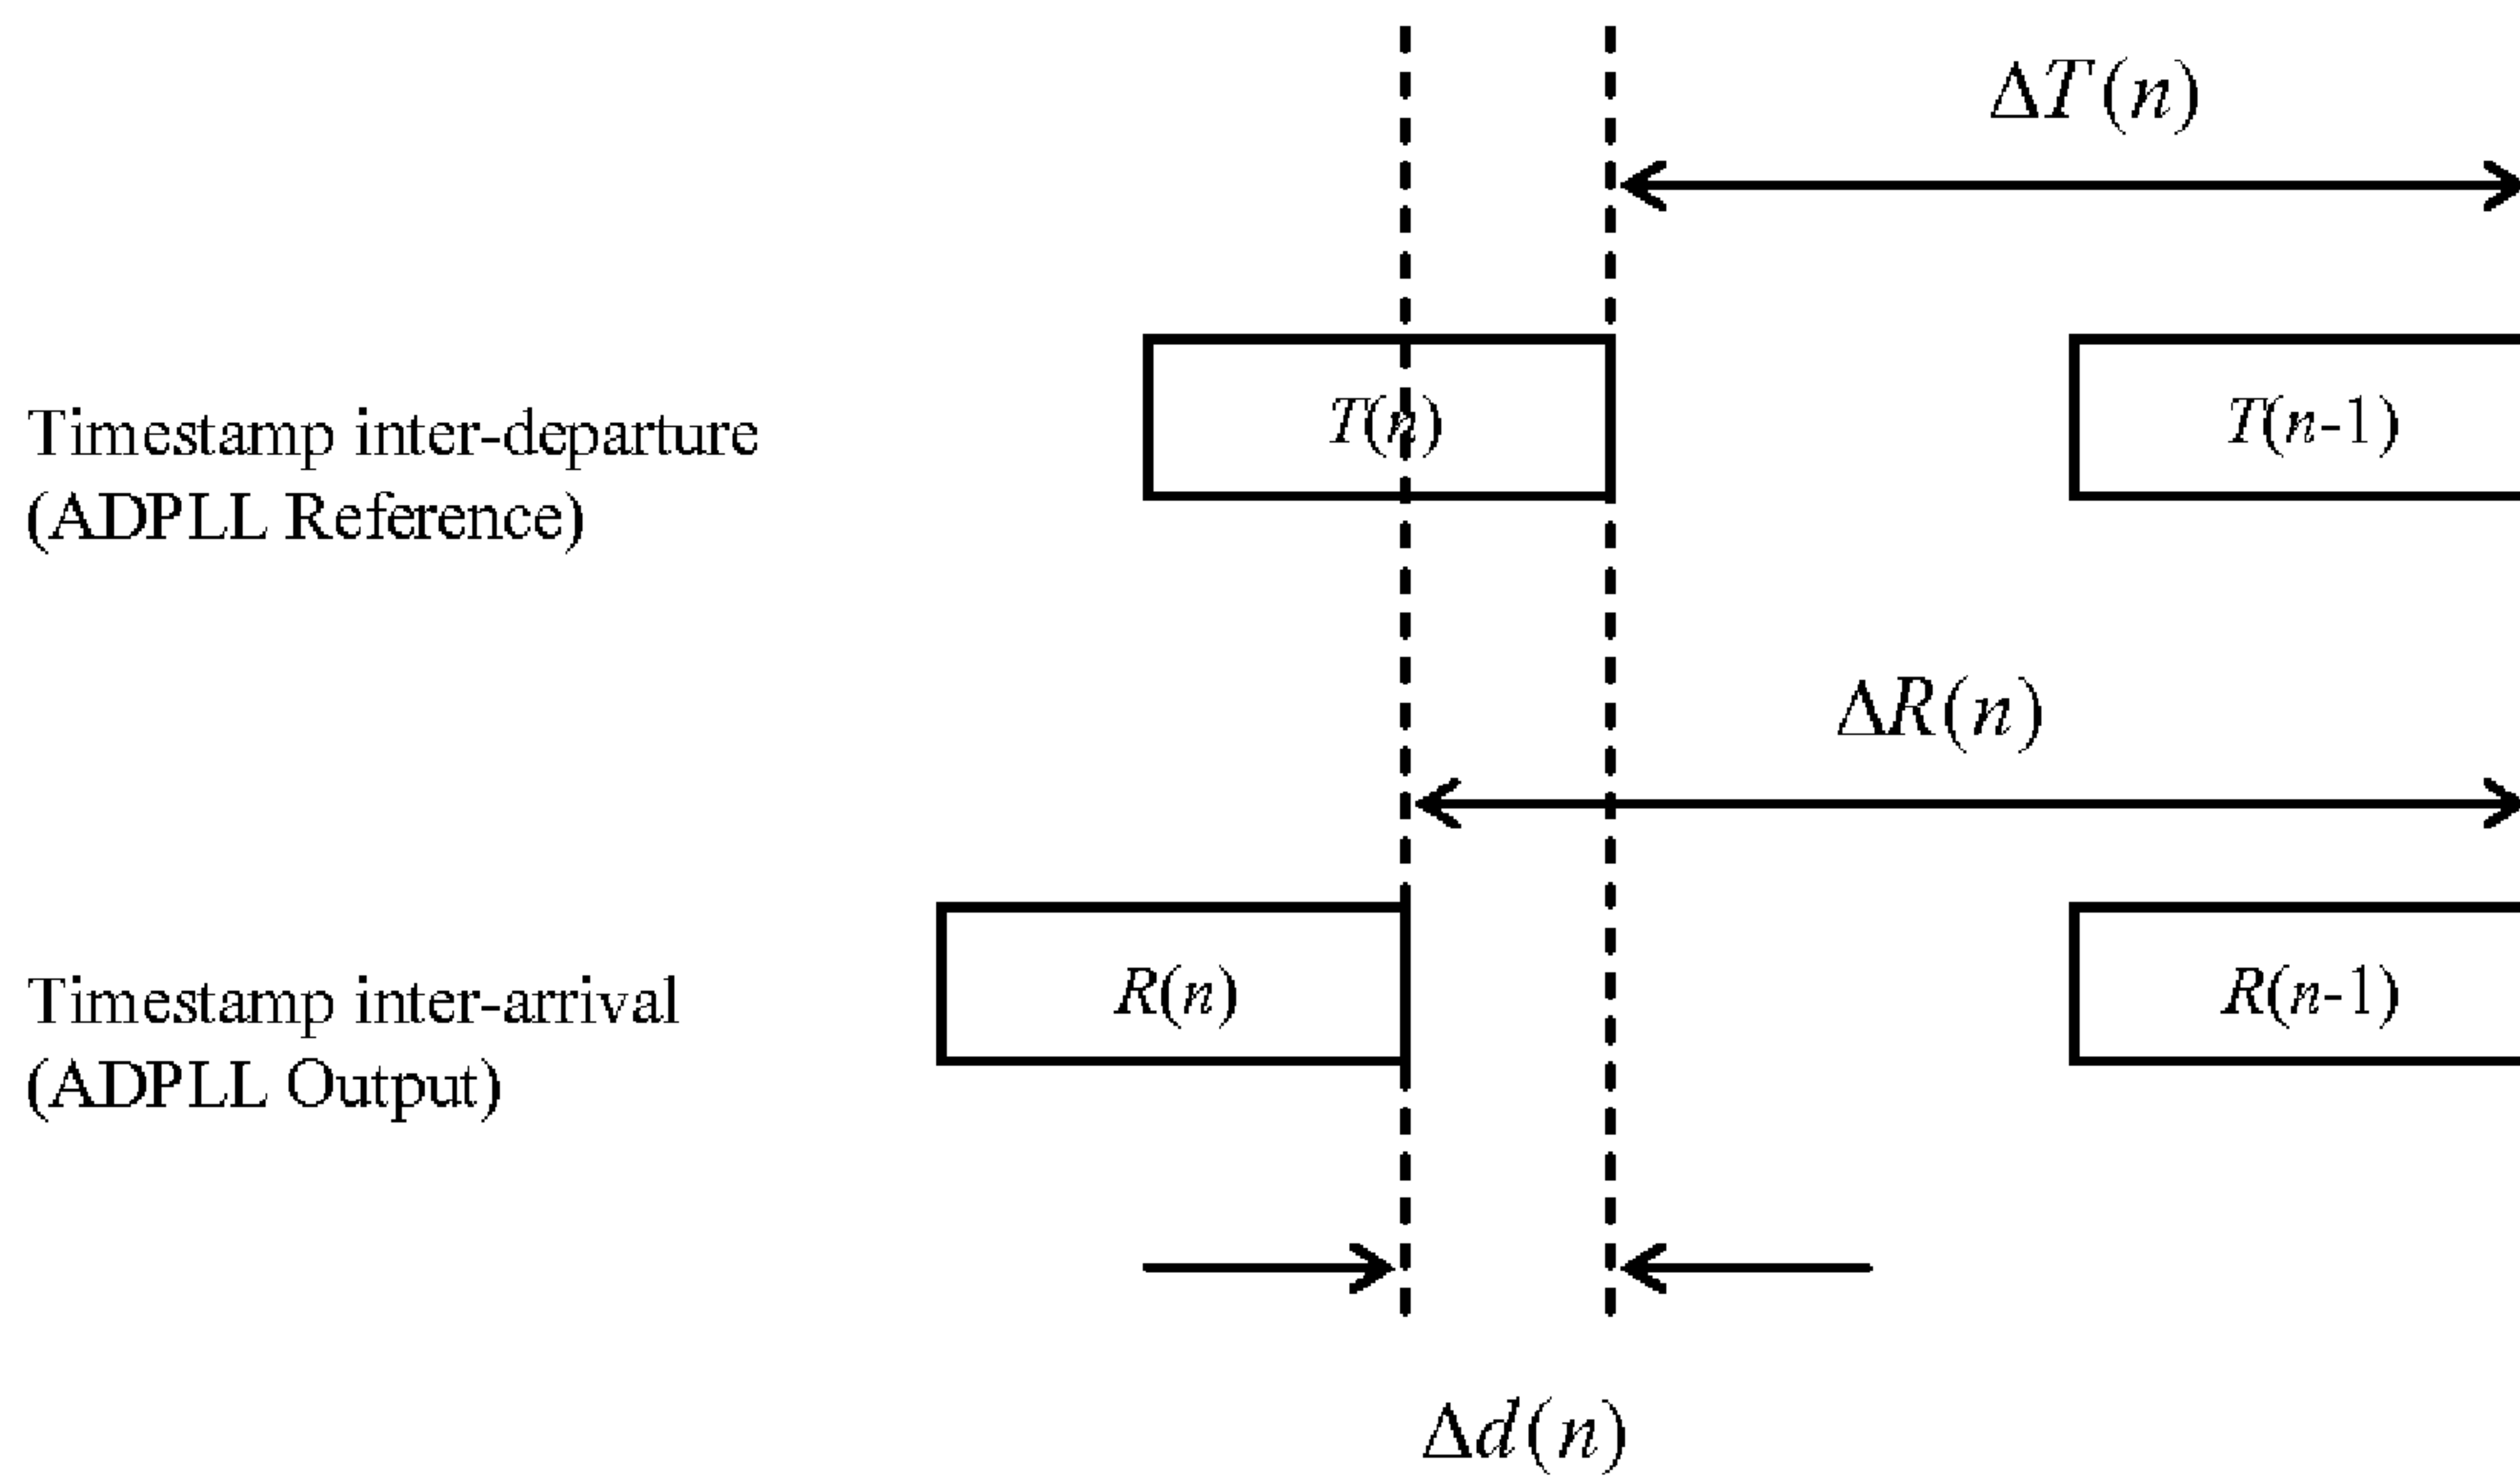 ΔT(n)
T(n)
T(n-1)
Timestamp inter-departure
(ADPLL Reference)
ΔR(n)
R(n)
R(n-1)
Timestamp inter-arrival
(ADPLL Output)
Δd(n)